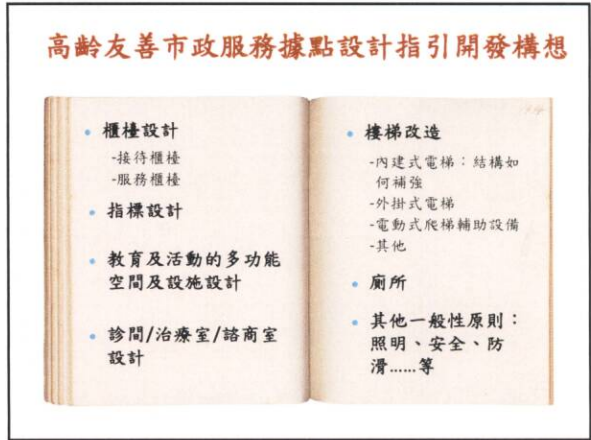 高齡友善市政服務據點設計指引開發構想
• 櫃檯設計
-接待櫃檯
-服務櫃檯
• 指標設計
• 教育及活動的多功能
空間及設施設計
• 診間/治療室/諮商室
設計
• 樓梯改造
-內建式電梯：結構如
何補強
-外掛式電梯
-電動式爬梯輔助設備
-其他
• 廁所
• 其他一般性原則：
照明、安全、防
滑……等